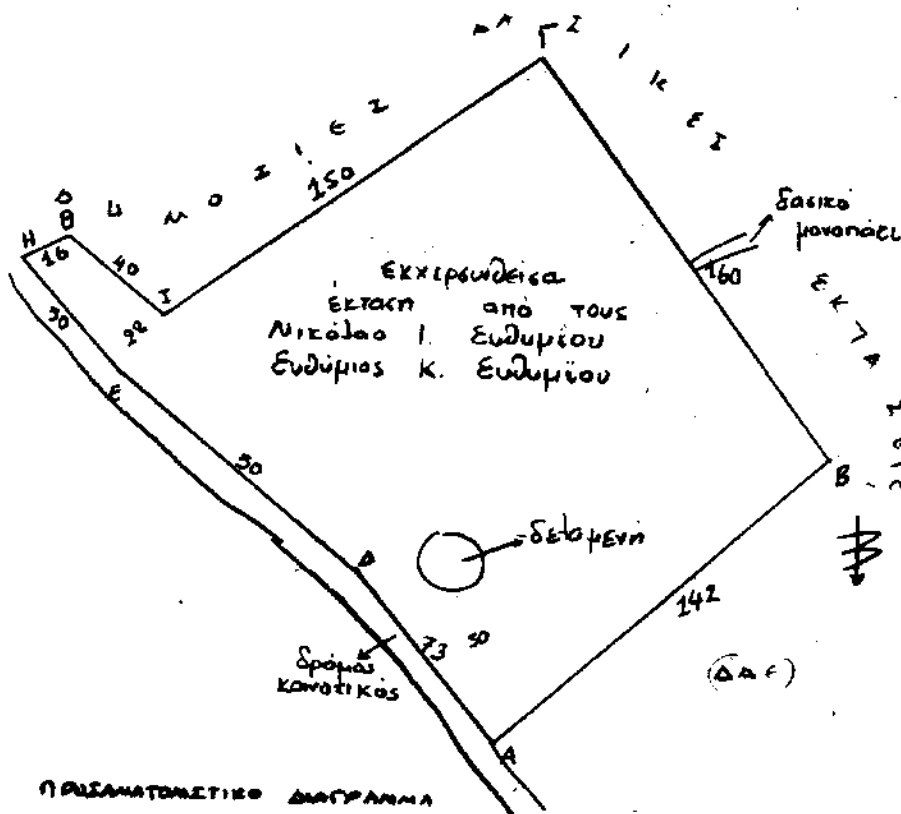 Γ Σ
Δ Η Μ Ο Σ Ι Ε Σ
150
Η
Θ
16
40
Ι
δασικό
μονοπάτι
160
εκχερσωθείσα
έκταση από τους
Νικόλαο Ι. Ευθυμίου
Ευθύμιος Κ. Ευθυμίου
30
22
Ε
50
Β
Δ
δεξαμενή
142
73 50
δρόμος
κοινοτικός
(ΔΔΕ)
Α
ΠΡΟΣΑΝΑΤΟΛΙΣΤΙΚΟ ΔΙΑΓΡΑΜΜΑ